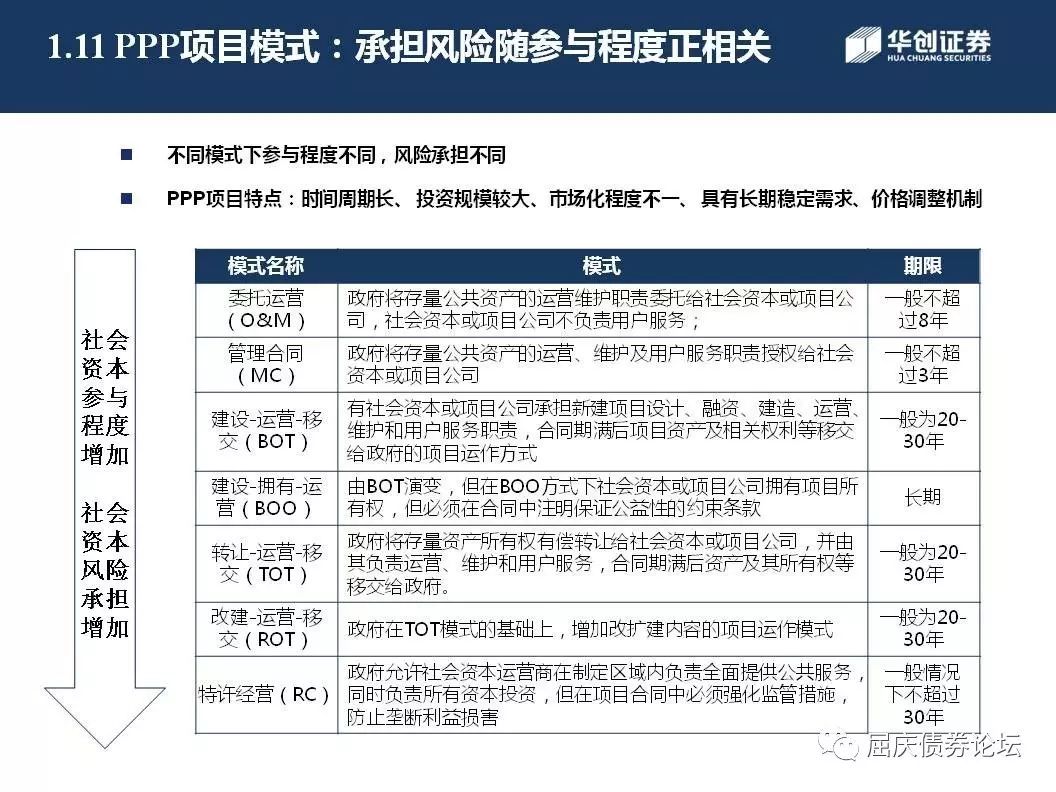 1.11 PPP项目模式：承担风险随参与程度正相关
华创证券
HUA CHUANG SECURITIES
■ 不同模式下参与程度不同，风险承担不同
■ PPP项目特点：时间周期长、投资规模较大、市场化程度不一、具有长期稳定需求、价格调整机制
社会
资本
参与
程度
增加
社会
资本
风险
承担
增加
模式名称 模式 期限
委托运营
（O&M）
政府将存量公共资产的运营维护职责委托给社会资本或项目公
司，社会资本或项目公司不负责用户服务；
一般不超
过8年
管理合同
（MC）
政府将存量公共资产的运营、维护及用户服务职责授权给社会
资本或项目公司
一般不超
过3年
建设-运营-移
交（BOT）
有社会资本或项目公司承担新建项目设计、融资、建造、运营、
维护和用户服务职责，合同期满后项目资产及相关权利等移交
给政府的项目运作方式
一般为20-
30年
建设-拥有-运
营（BOO）
由BOT演变，但在BOO方式下社会资本或项目公司拥有项目所
有权，但必须在合同中注明保证公益性的约束条款
长期
转让-运营-移
交（TOT）
政府将存量资产所有权有偿转让给社会资本或项目公司，并由
其负责运营、维护和用户服务，合同期满后资产及其所有权等
移交给政府。
一般为20-
30年
改建-运营-移
交（ROT）
政府在TOT模式的基础上，增加改扩建内容的项目运作模式
一般为20-
30年
特许经营（RC）
政府允许社会资本运营商在制定区域内负责全面提供公共服务，
同时负责所有资本投资，但在项目合同中必须强化监管措施，
防止垄断利益损害
一般情况
下不超过
30年
屈庆债券论坛